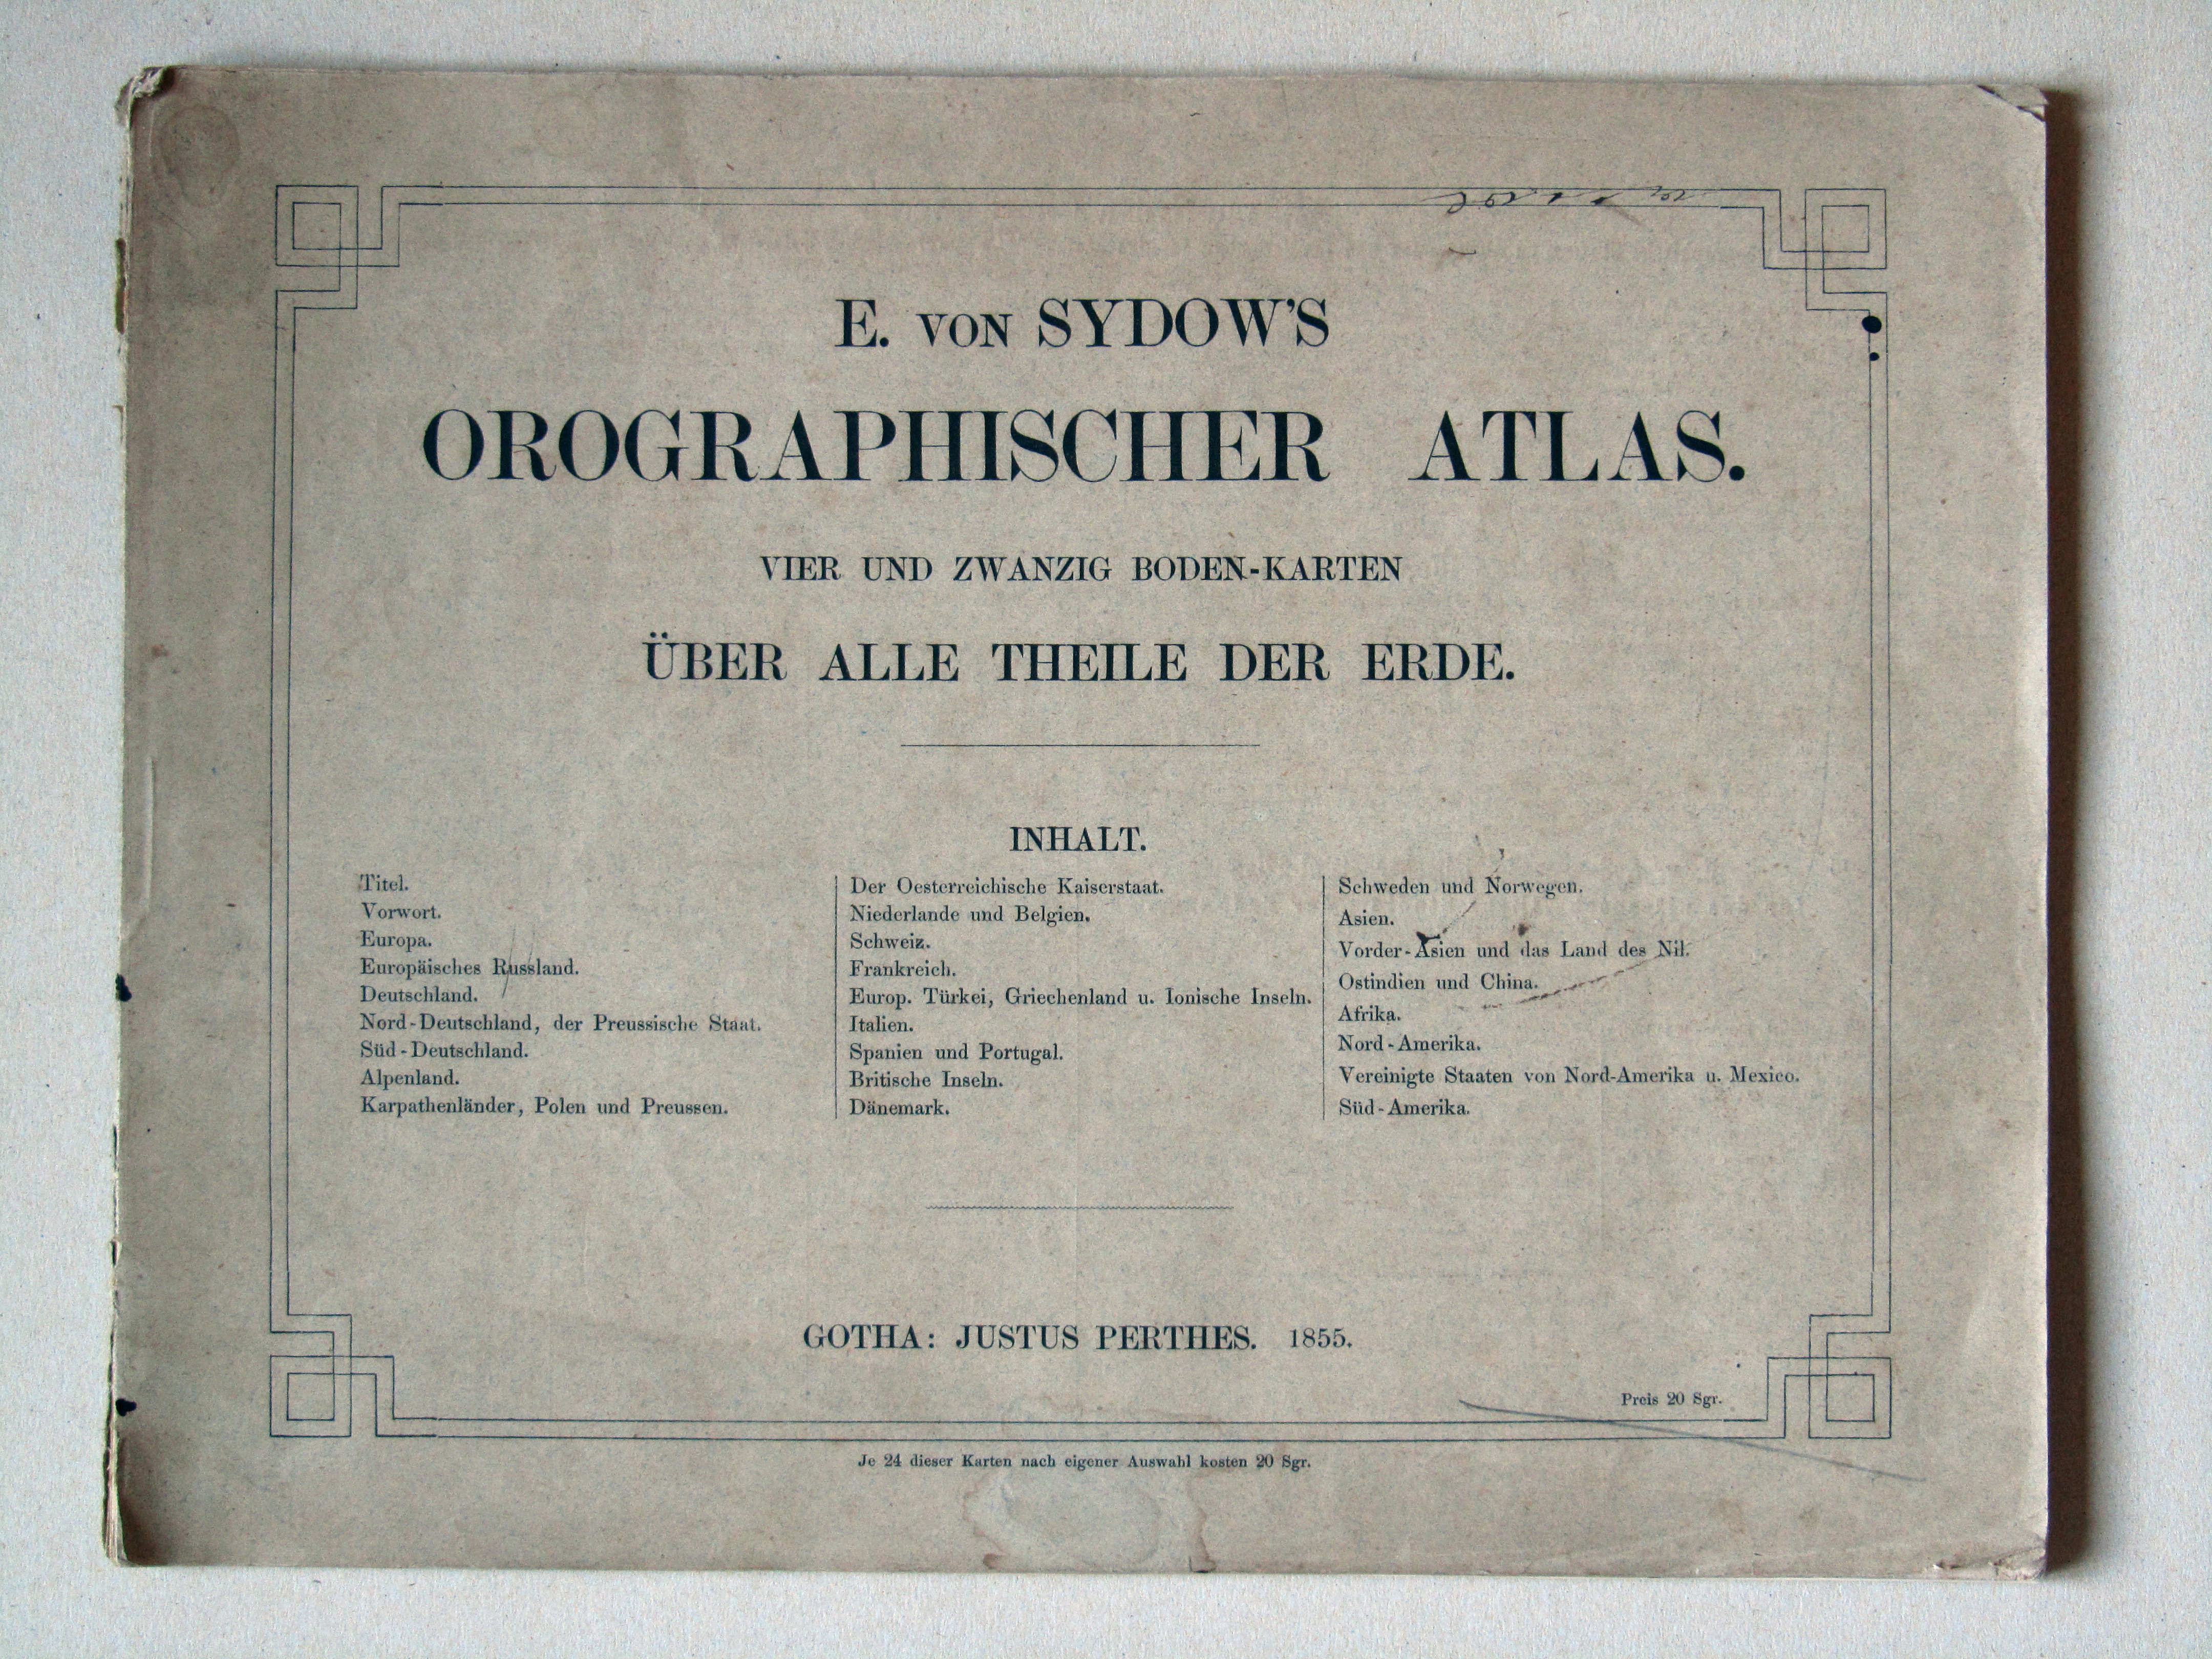 E. VON SYDOW'S
OROGRAPHISCHER ATLAS.
VIER UND ZWANZIG BODEN-KARTEN
ÜBER ALLE THEILE DER ERDE.
INHALT.
Titel.
Vorwort.
Europa.
Europäisches Russland.
Deutschland.
Nord-Deutschland, der Preussische Staat.
Süd-Deutschland.
Alpenland.
Karpathenländer, Polen und Preussen.
Der Oesterreichische Kaiserstaat.
Niederlande und Belgien.
Schweiz.
Frankreich.
Europ. Türkei, Griechenland u. Ionische Inseln.
Italien.
Spanien und Portugal.
Britische Inseln.
Dänemark.
Schweden und Norwegen.
Asien.
Vorder-Asien und das Land des Nil.
Ostindien und China.
Afrika.
Nord-Amerika.
Vereinigte Staaten von Nord-Amerika u. Mexico.
Süd-Amerika.
GOTHA: JUSTUS PERTHES. 1855.
Preis 20 Sgr.
Je 24 dieser Karten nach eigener Auswahl kosten 20 Sgr.